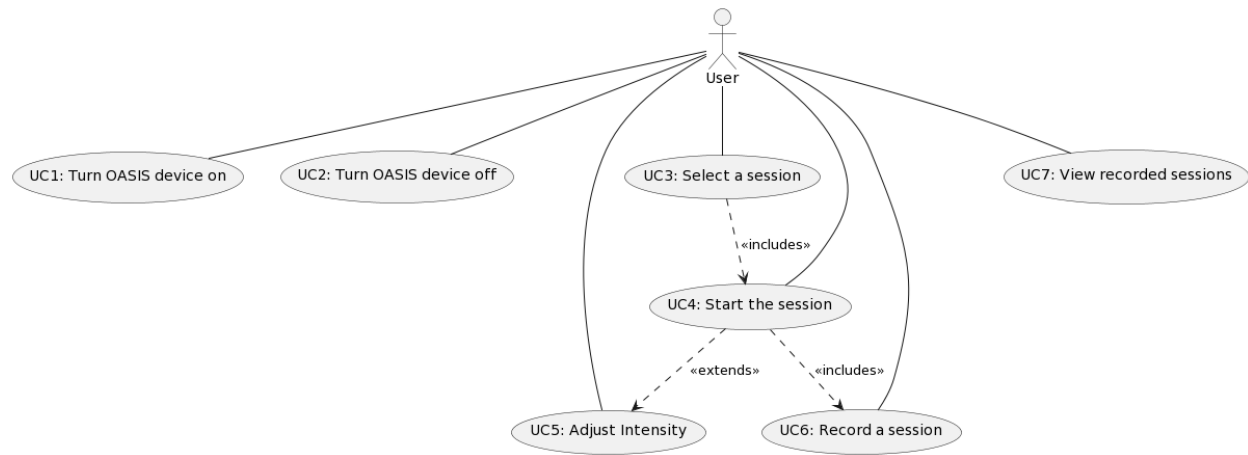 User
UC1: Turn OASIS device on
UC2: Turn OASIS device off
UC3: Select a session
UC7: View recorded sessions
«includes»
UC4: Start the session
«extends»
«includes»
UC5: Adjust Intensity
UC6: Record a session